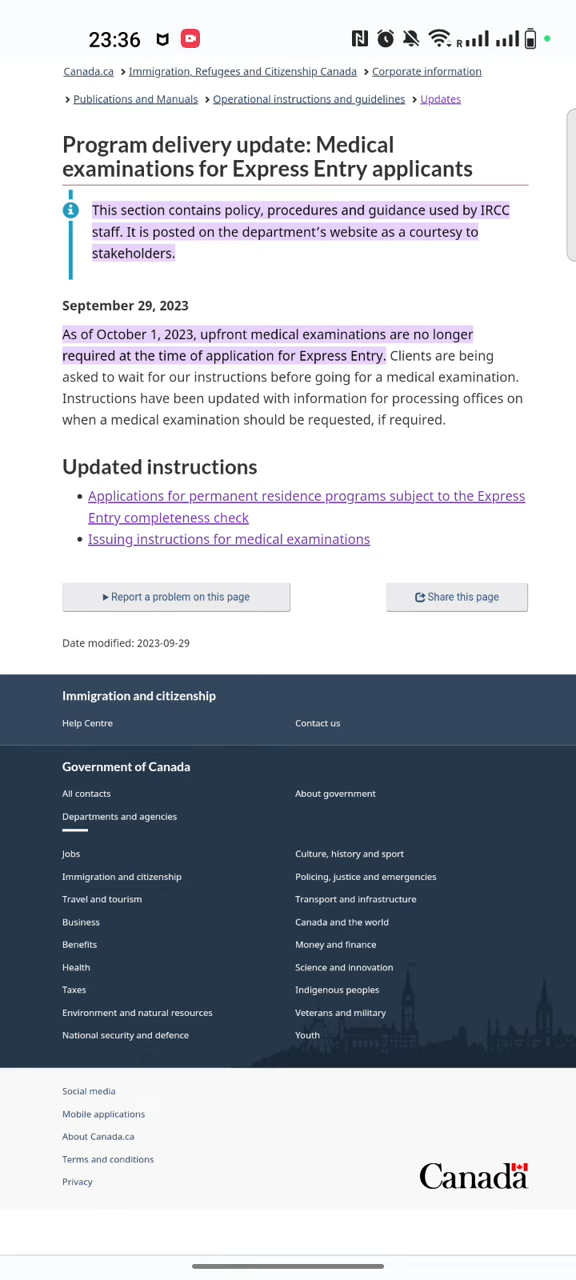 23:36
R
Canada.ca > Immigration, Refugees and Citizenship Canada > Corporate information
> Publications and Manuals > Operational instructions and guidelines > Updates
Program delivery update: Medical
examinations for Express Entry applicants
This section contains policy, procedures and guidance used by IRCC
staff. It is posted on the department’s website as a courtesy to
stakeholders.
September 29, 2023
As of October 1, 2023, upfront medical examinations are no longer
required at the time of application for Express Entry. Clients are being
asked to wait for our instructions before going for a medical examination.
Instructions have been updated with information for processing offices on
when a medical examination should be requested, if required.
Updated instructions
• Applications for permanent residence programs subject to the Express
Entry completeness check
• Issuing instructions for medical examinations
Report a problem on this page
Share this page
Date modified: 2023-09-29
Immigration and citizenship
Help Centre
Contact us
Government of Canada
All contacts
About government
Departments and agencies
Jobs
Culture, history and sport
Immigration and citizenship
Policing, justice and emergencies
Travel and tourism
Transport and infrastructure
Business
Canada and the world
Benefits
Money and finance
Health
Science and innovation
Taxes
Indigenous peoples
Environment and natural resources
Veterans and military
National security and defence
Youth
Social media
Mobile applications
About Canada.ca
Terms and conditions
Privacy
Canada